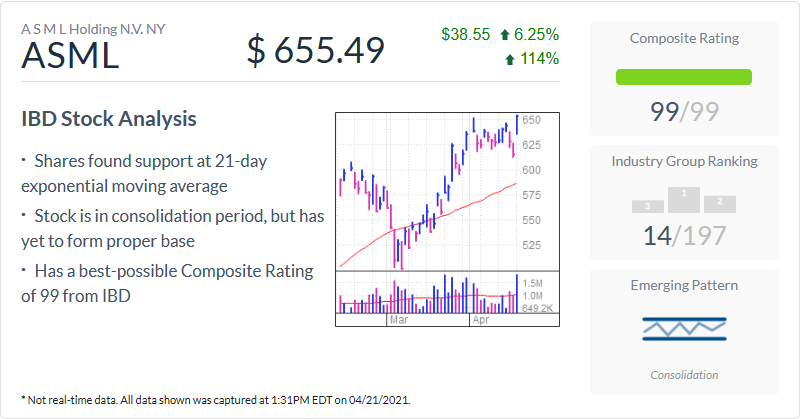 A S M L Holding N.V. NY
ASML
$ 655.49
$38.55 6.25%
114%
IBD Stock Analysis
· Shares found support at 21-day
exponential moving average
· Stock is in consolidation period, but has
yet to form proper base
· Has a best-possible Composite Rating
of 99 from IBD
650
625
600
575
550
525
1.5M
1.0M
649.2K
Mar
Apr
Composite Rating
99/99
Industry Group Ranking
3 1 2
14/197
Emerging Pattern
Consolidation
* Not real-time data. All data shown was captured at 1:31PM EDT on 04/21/2021.